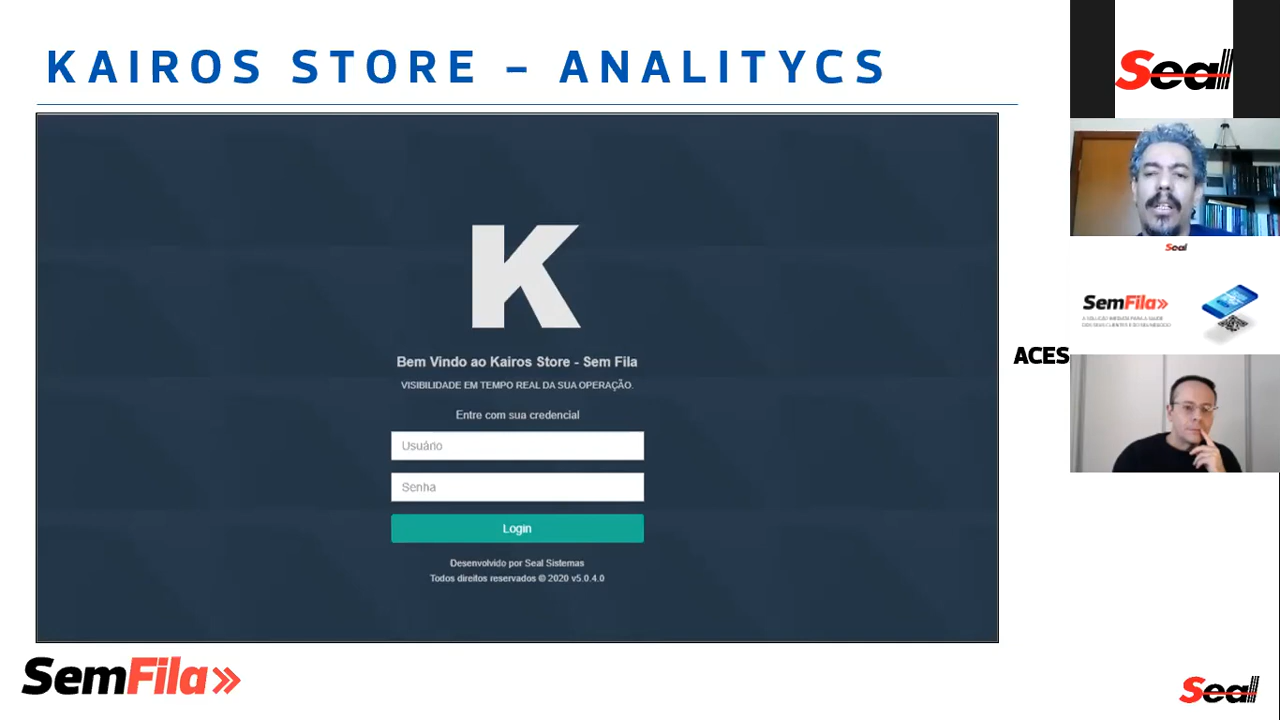 KAIROS STORE – ANALITYCS
K
Bem Vindo ao Kairos Store - Sem Fila
VISIBILIDADE EM TEMPO REAL DA SUA OPERAÇÃO.
Entre com sua credencial
Usuário
Senha
Login
Desenvolvido por Seal Sistemas
Todos direitos reservados © 2020 v5.0.4.0
SemFila
Seal
Seal
SemFila
ACES
Seal